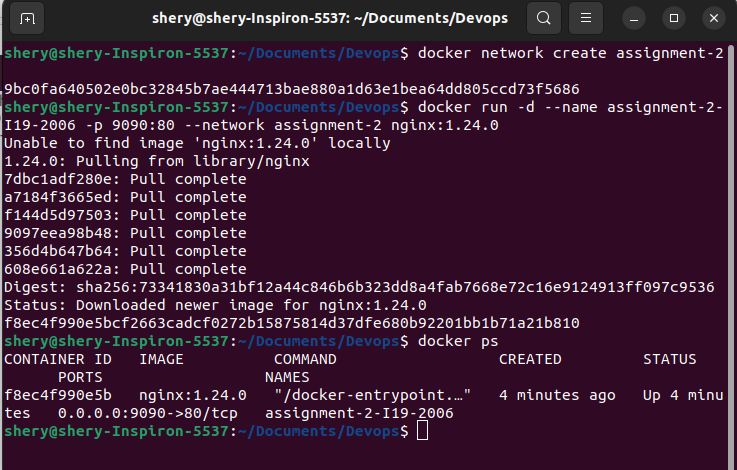 shery@shery-Inspiron-5537: ~/Documents/Devops
shery@shery-Inspiron-5537:~/Documents/Devops$ docker network create assignment-2
9bc0fa640502e0bc32845b7ae444713bae880a1d63e1bea64dd805ccd73f5686
shery@shery-Inspiron-5537:~/Documents/Devops$ docker run -d --name assignment-2-
I19-2006 -p 9090:80 --network assignment-2 nginx:1.24.0
Unable to find image 'nginx:1.24.0' locally
1.24.0: Pulling from library/nginx
7dbc1adf280e: Pull complete
a7184f3665ed: Pull complete
f144d5d97503: Pull complete
9097eea98b48: Pull complete
356d4b647b64: Pull complete
608e661a622a: Pull complete
Digest: sha256:73341830a31bf12a44c846b6b323dd8a4fab7668e72c16e9124913ff097c9536
Status: Downloaded newer image for nginx:1.24.0
f8ec4f990e5bcf2663cadcf0272b15875814d37dfe680b92201bb1b71a21b810
shery@shery-Inspiron-5537:~/Documents/Devops$ docker ps
CONTAINER ID   IMAGE          COMMAND                  CREATED         STATUS
      PORTS                  NAMES
f8ec4f990e5b   nginx:1.24.0   "/docker-entrypoint.…"   4 minutes ago   Up 4 minu
tes   0.0.0.0:9090->80/tcp   assignment-2-I19-2006
shery@shery-Inspiron-5537:~/Documents/Devops$